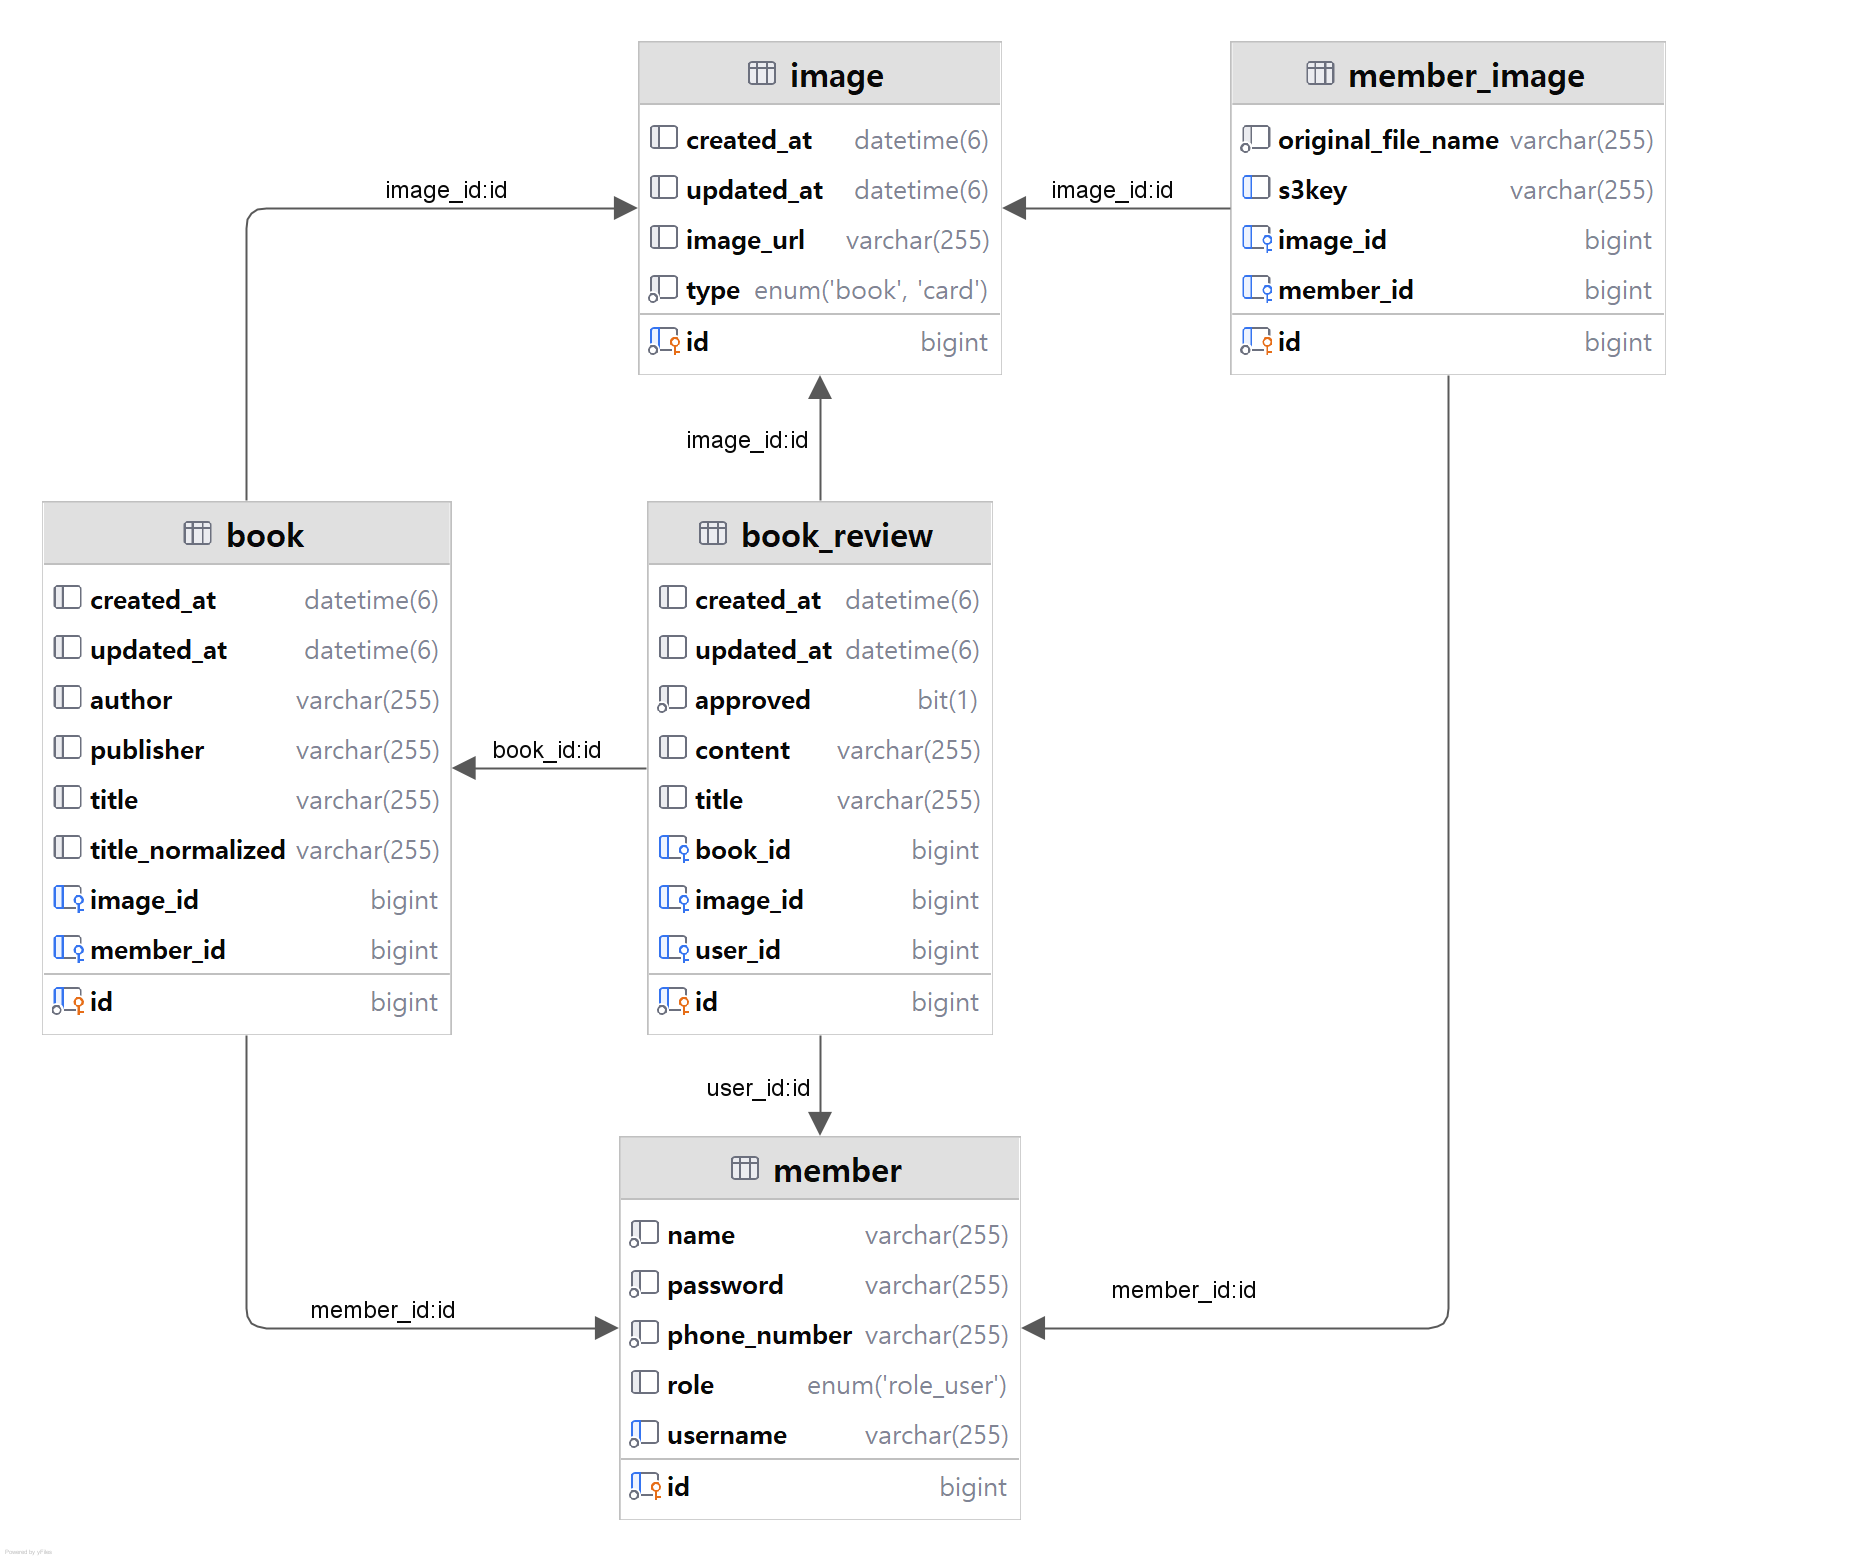 image
created_at datetime(6)
updated_at datetime(6)
image_url varchar(255)
type enum('book', 'card')
id bigint
member_image
original_file_name varchar(255)
s3key varchar(255)
image_id bigint
member_id bigint
id bigint
image_id:id
image_id:id
image_id:id
book
created_at datetime(6)
updated_at datetime(6)
author varchar(255)
publisher varchar(255)
title varchar(255)
title_normalized varchar(255)
image_id bigint
member_id bigint
id bigint
book_id:id
book_review
created_at datetime(6)
updated_at datetime(6)
approved bit(1)
content varchar(255)
title varchar(255)
book_id bigint
image_id bigint
user_id bigint
id bigint
user_id:id
member_id:id
member_id:id
member
name varchar(255)
password varchar(255)
phone_number varchar(255)
role enum('role_user')
username varchar(255)
id bigint
Powered by yFiles